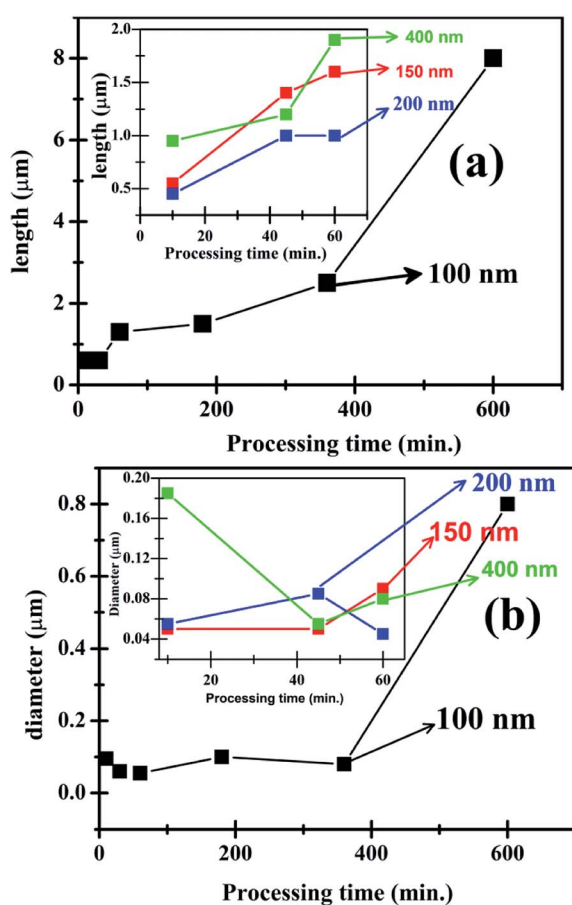 2.0
400 nm
1.5
150 nm
1.0
200 nm
0.5
length (μm)
0 20 40 60
Processing time (min.)
8
6
4
2
0
length (μm)
(a)
100 nm
0 200 400 600
Processing time (min.)
0.20
0.16
0.12
0.08
0.04
Diameter (μm)
200 nm
150 nm
400 nm
20 40 60
Processing time (min.)
0.8
0.6
0.4
0.2
0.0
diameter (μm)
(b)
100 nm
0 200 400 600
Processing time (min.)